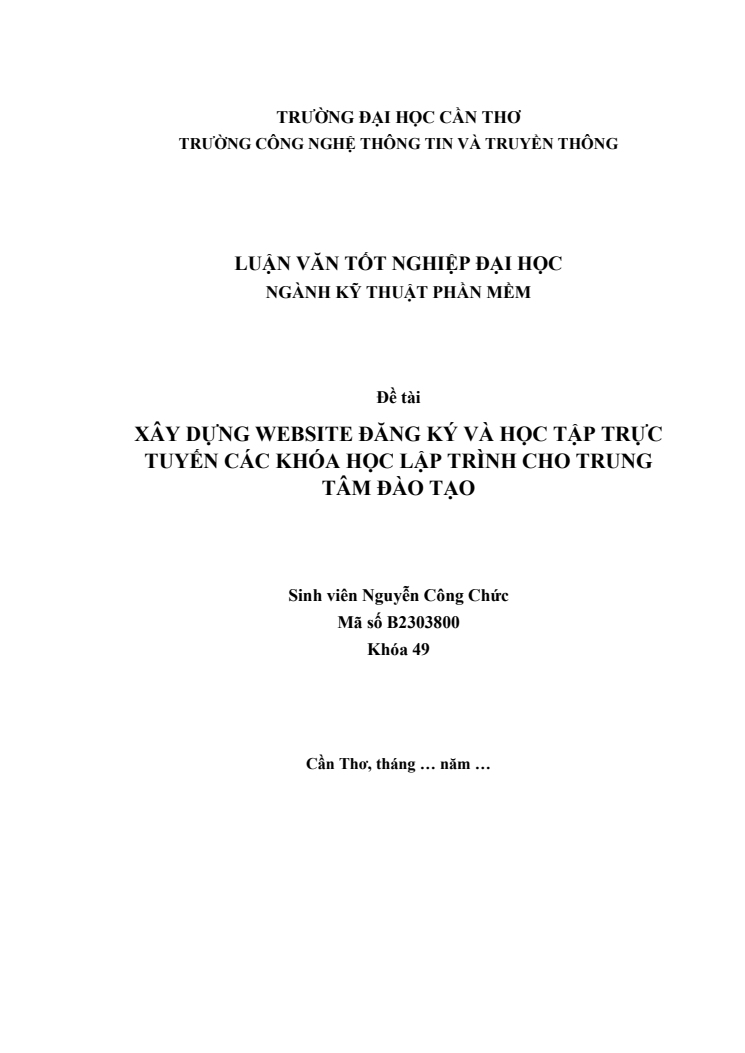 TRƯỜNG ĐẠI HỌC CẦN THƠ
TRƯỜNG CÔNG NGHỆ THÔNG TIN VÀ TRUYỀN THÔNG
LUẬN VĂN TỐT NGHIỆP ĐẠI HỌC
NGÀNH KỸ THUẬT PHẦN MỀM
Đề tài
XÂY DỰNG WEBSITE ĐĂNG KÝ VÀ HỌC TẬP TRỰC
TUYẾN CÁC KHÓA HỌC LẬP TRÌNH CHO TRUNG
TÂM ĐÀO TẠO
Sinh viên Nguyễn Công Chức
Mã số B2303800
Khóa 49
Cần Thơ, tháng … năm …